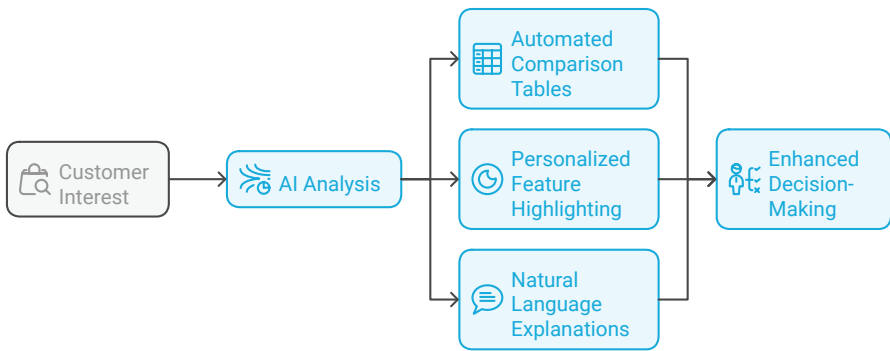 Customer
Interest
AI Analysis
Automated
Comparison
Tables
Personalized
Feature
Highlighting
Natural
Language
Explanations
Enhanced
Decision-
Making